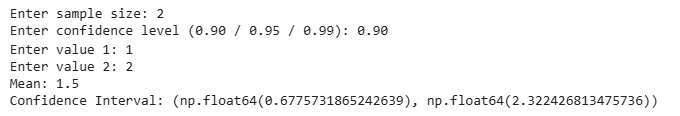 Enter sample size: 2
Enter confidence level (0.90 / 0.95 / 0.99): 0.90
Enter value 1: 1
Enter value 2: 2
Mean: 1.5
Confidence Interval: (np.float64(0.6775731865242639), np.float64(2.322426813475736))